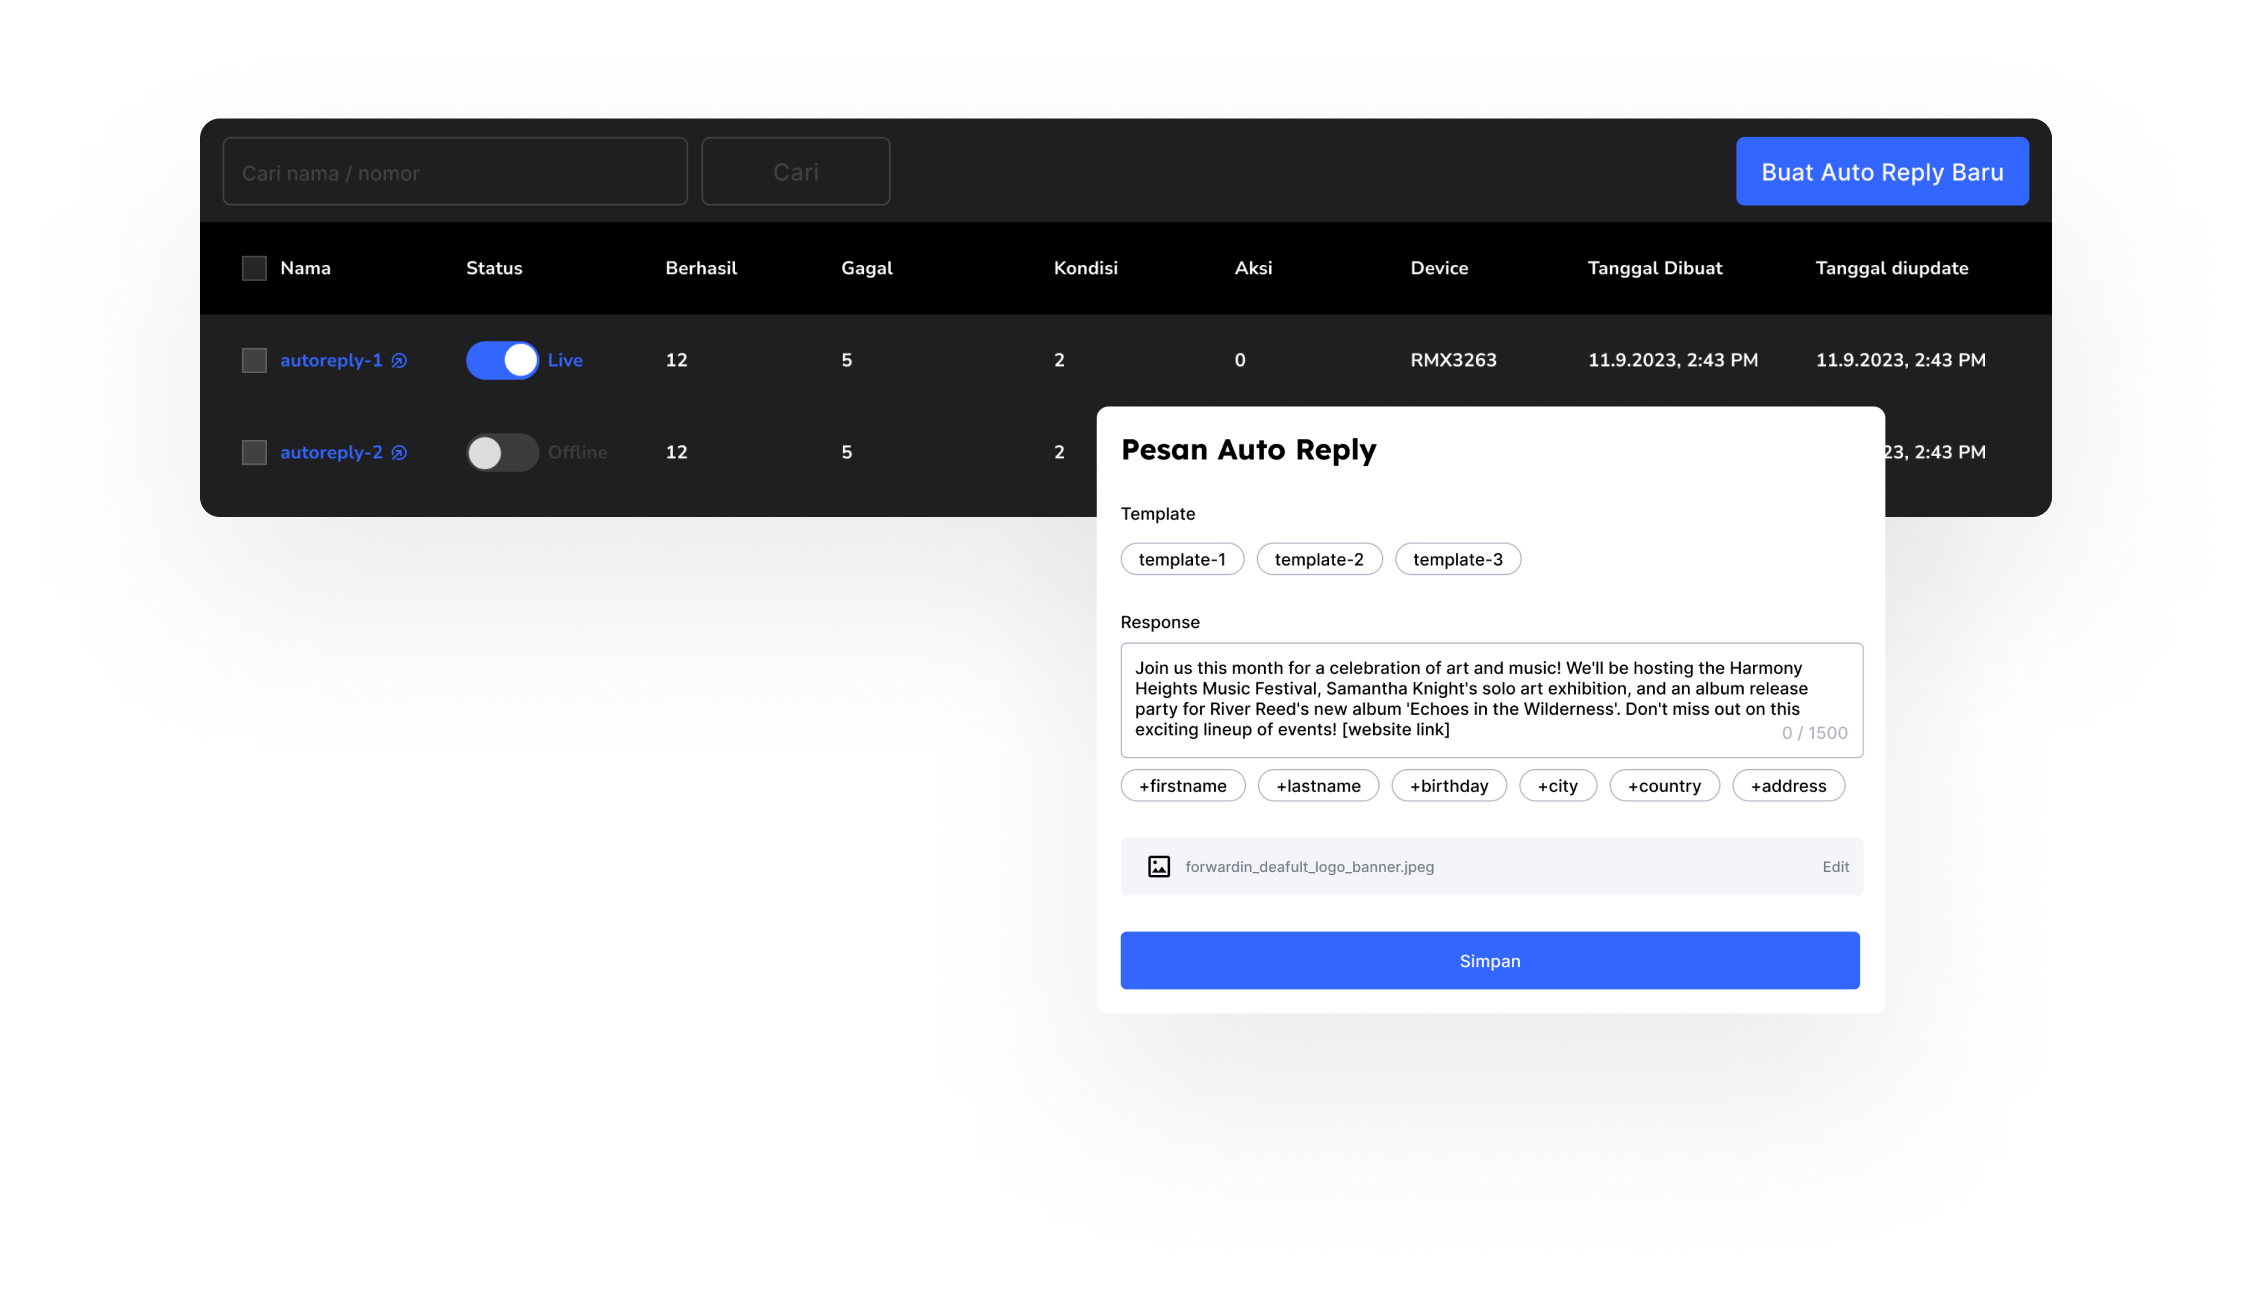 Cari nama / nomor
Cari
Buat Auto Reply Baru
Nama Status Berhasil Gagal Kondisi Aksi Device Tanggal Dibuat Tanggal diupdate
autoreply-1 Live 12 5 2 0 RMX3263 11.9.2023, 2:43 PM 11.9.2023, 2:43 PM
autoreply-2 Offline 12 5 2 23, 2:43 PM
Pesan Auto Reply
Template
template-1 template-2 template-3
Response
Join us this month for a celebration of art and music! We'll be hosting the Harmony
Heights Music Festival, Samantha Knight's solo art exhibition, and an album release
party for River Reed's new album 'Echoes in the Wilderness'. Don't miss out on this
exciting lineup of events! [website link]
0 / 1500
+firstname +lastname +birthday +city +country +address
forwardin_deafult_logo_banner.jpeg Edit
Simpan